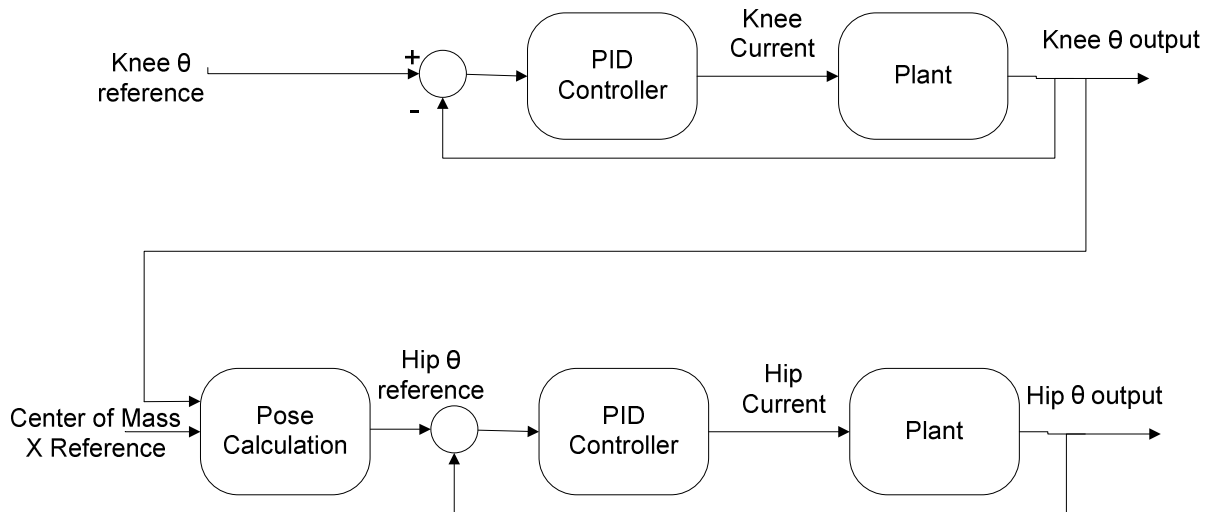 Knee θ
reference
+
-
PID
Controller
Knee
Current
Plant
Knee θ output
Center of Mass
X Reference
Pose
Calculation
Hip θ
reference
PID
Controller
Hip
Current
Plant
Hip θ output